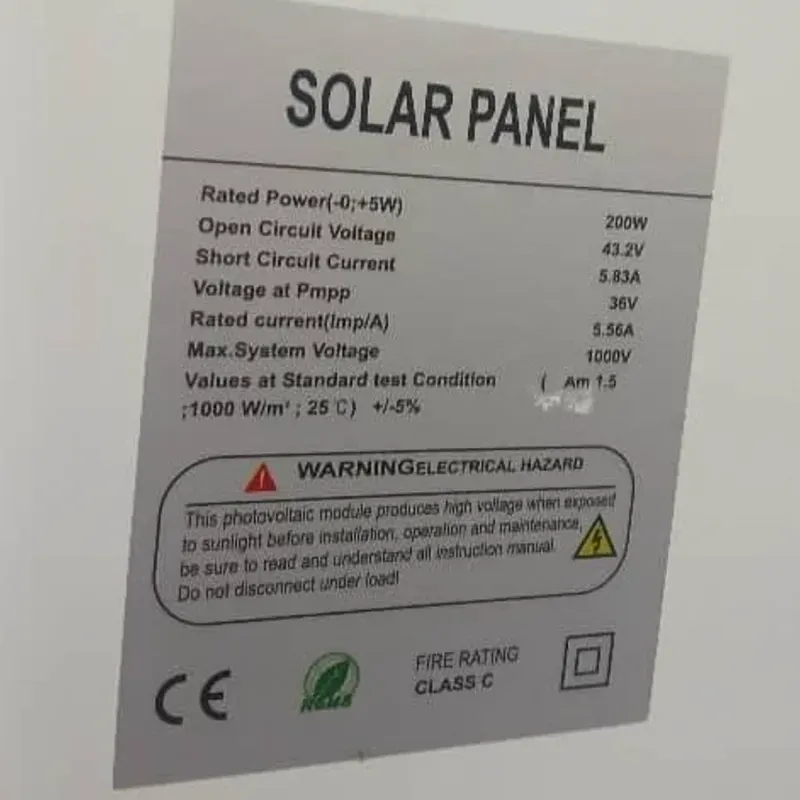 SOLAR PANEL
Rated Power(-0;+5W) 200W
Open Circuit Voltage 43.2V
Short Circuit Current 5.83A
Voltage at Pmpp 36V
Rated current(Imp/A) 5.56A
Max.System Voltage 1000V
Values at Standard test Condition ( Am 1.5
;1000 W/m² ; 25℃) +/-5%
WARNING ELECTRICAL HAZARD
This photovoltaic module produces high voltage when exposed
to sunlight before installation, operation and maintenance,
be sure to read and understand all instruction manual.
Do not disconnect under load!
CE
ROHS
FIRE RATING
CLASS C